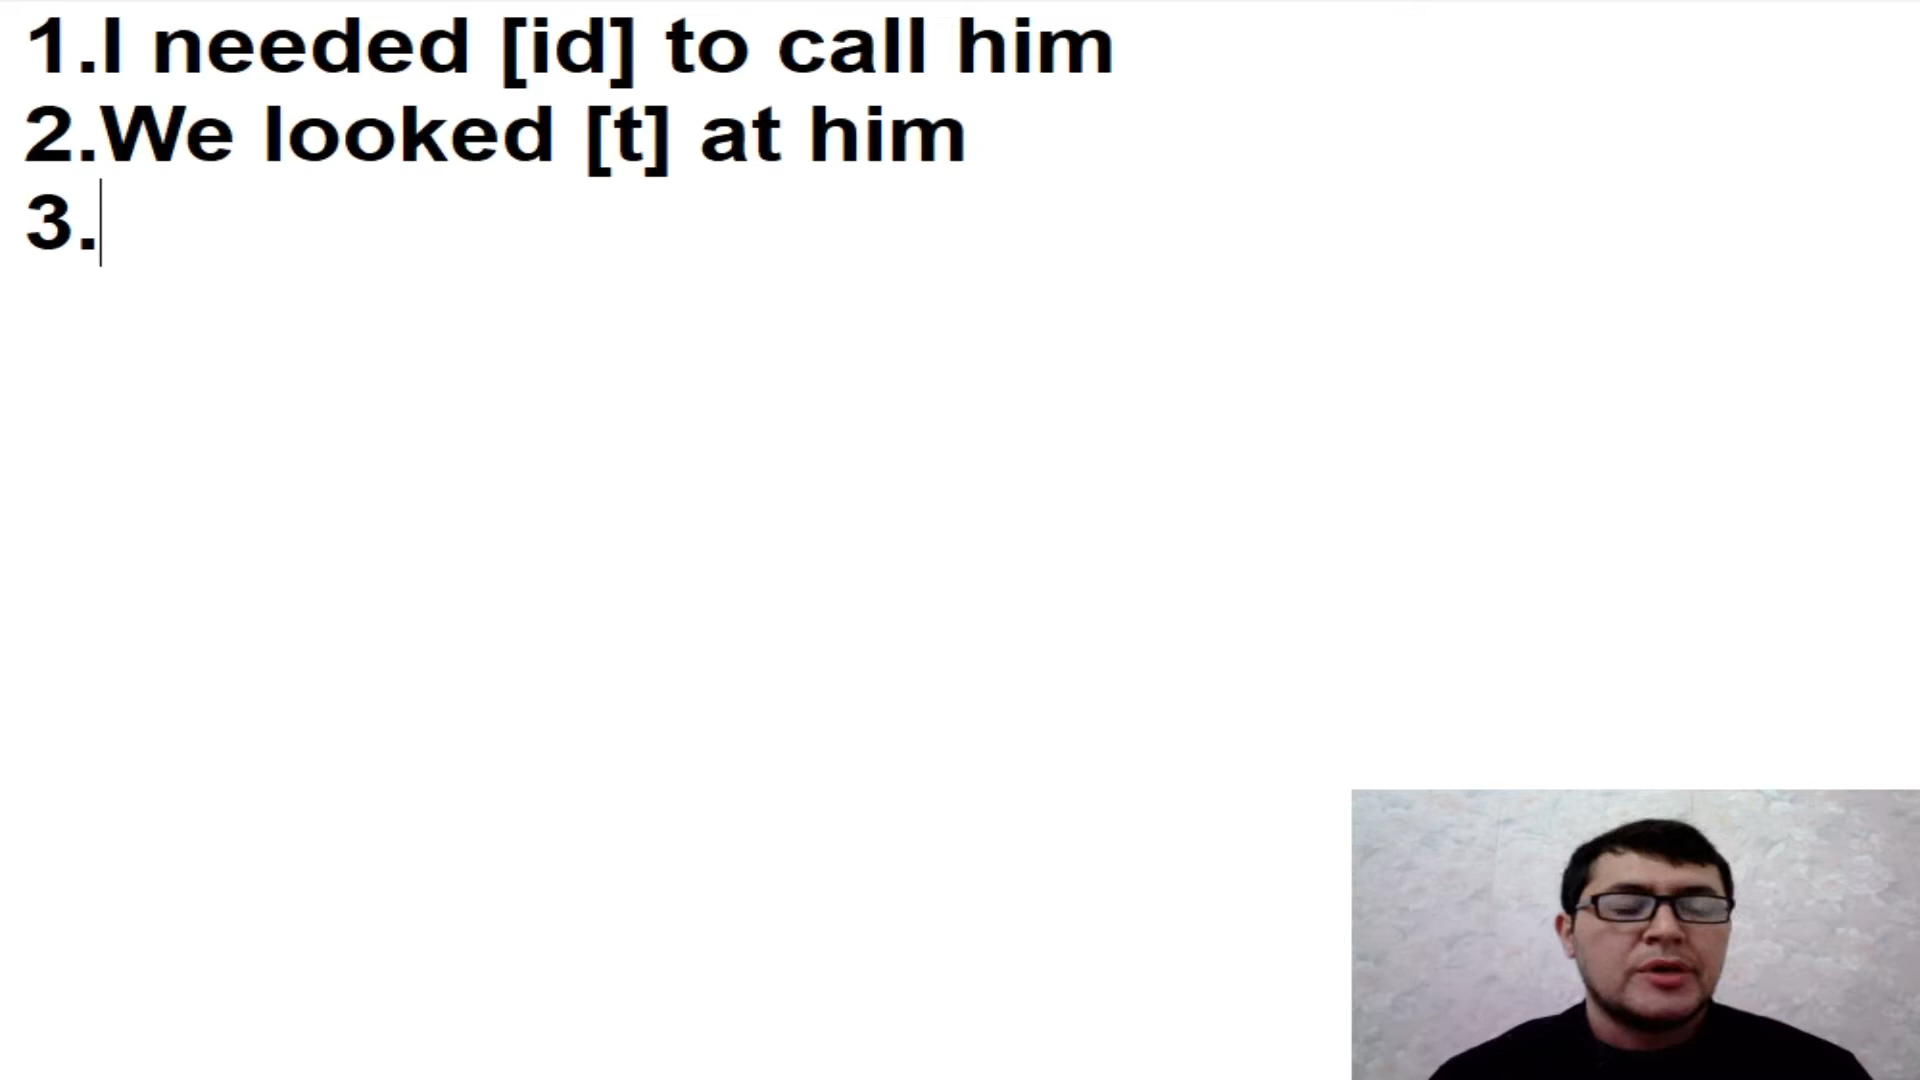 1.I needed [id] to call him
2.We looked [t] at him
3.